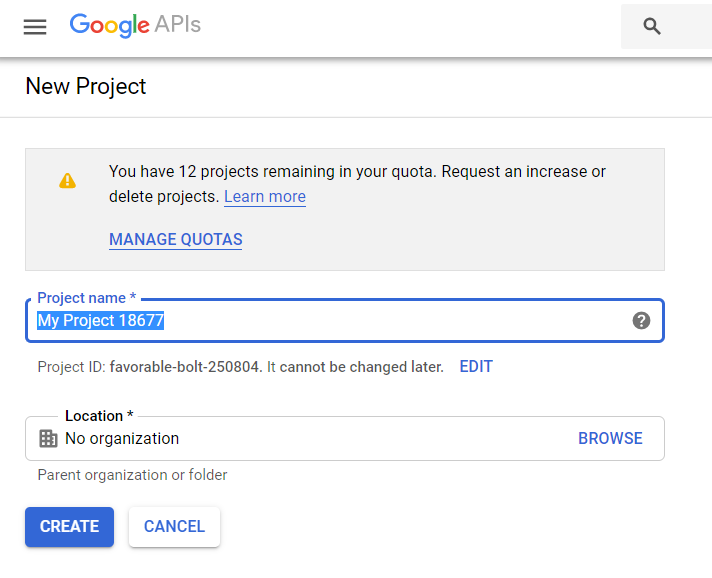 Google APIs
New Project
You have 12 projects remaining in your quota. Request an increase or
delete projects. Learn more
MANAGE QUOTAS
Project name *
My Project 18677
Project ID: favorable-bolt-250804. It cannot be changed later. EDIT
Location *
No organization BROWSE
Parent organization or folder
CREATE CANCEL